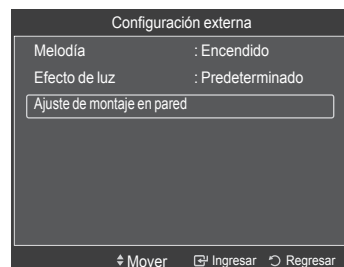 Configuración externa
Melodía : Encendido
Efecto de luz : Predeterminado
Ajuste de montaje en pared
Mover Ingresar Regresar